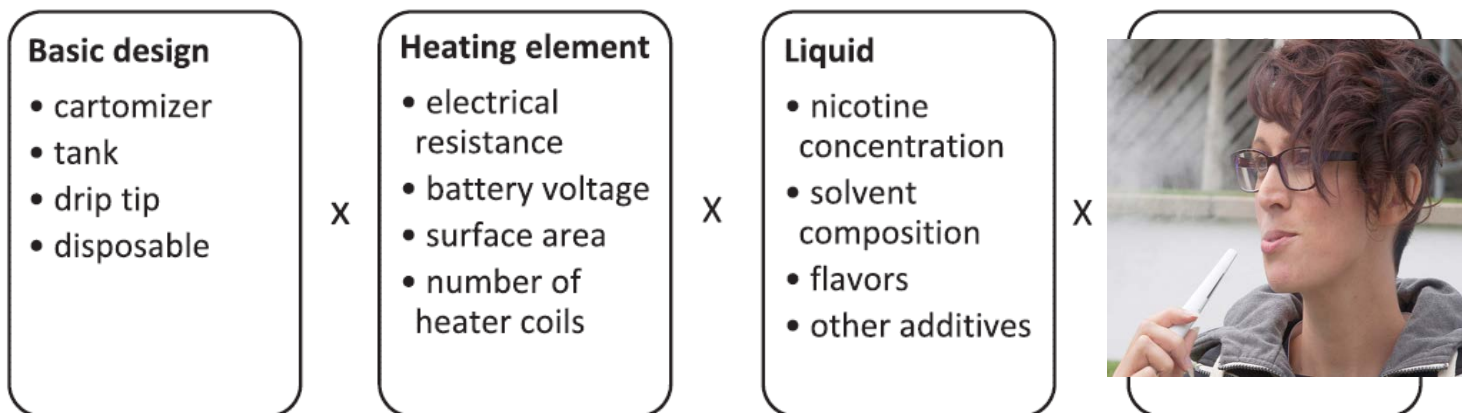 Basic design
• cartomizer
• tank
• drip tip
• disposable
x
Heating element
• electrical
resistance
• battery voltage
• surface area
• number of
heater coils
x
Liquid
• nicotine
concentration
• solvent
composition
• flavors
• other additives
x